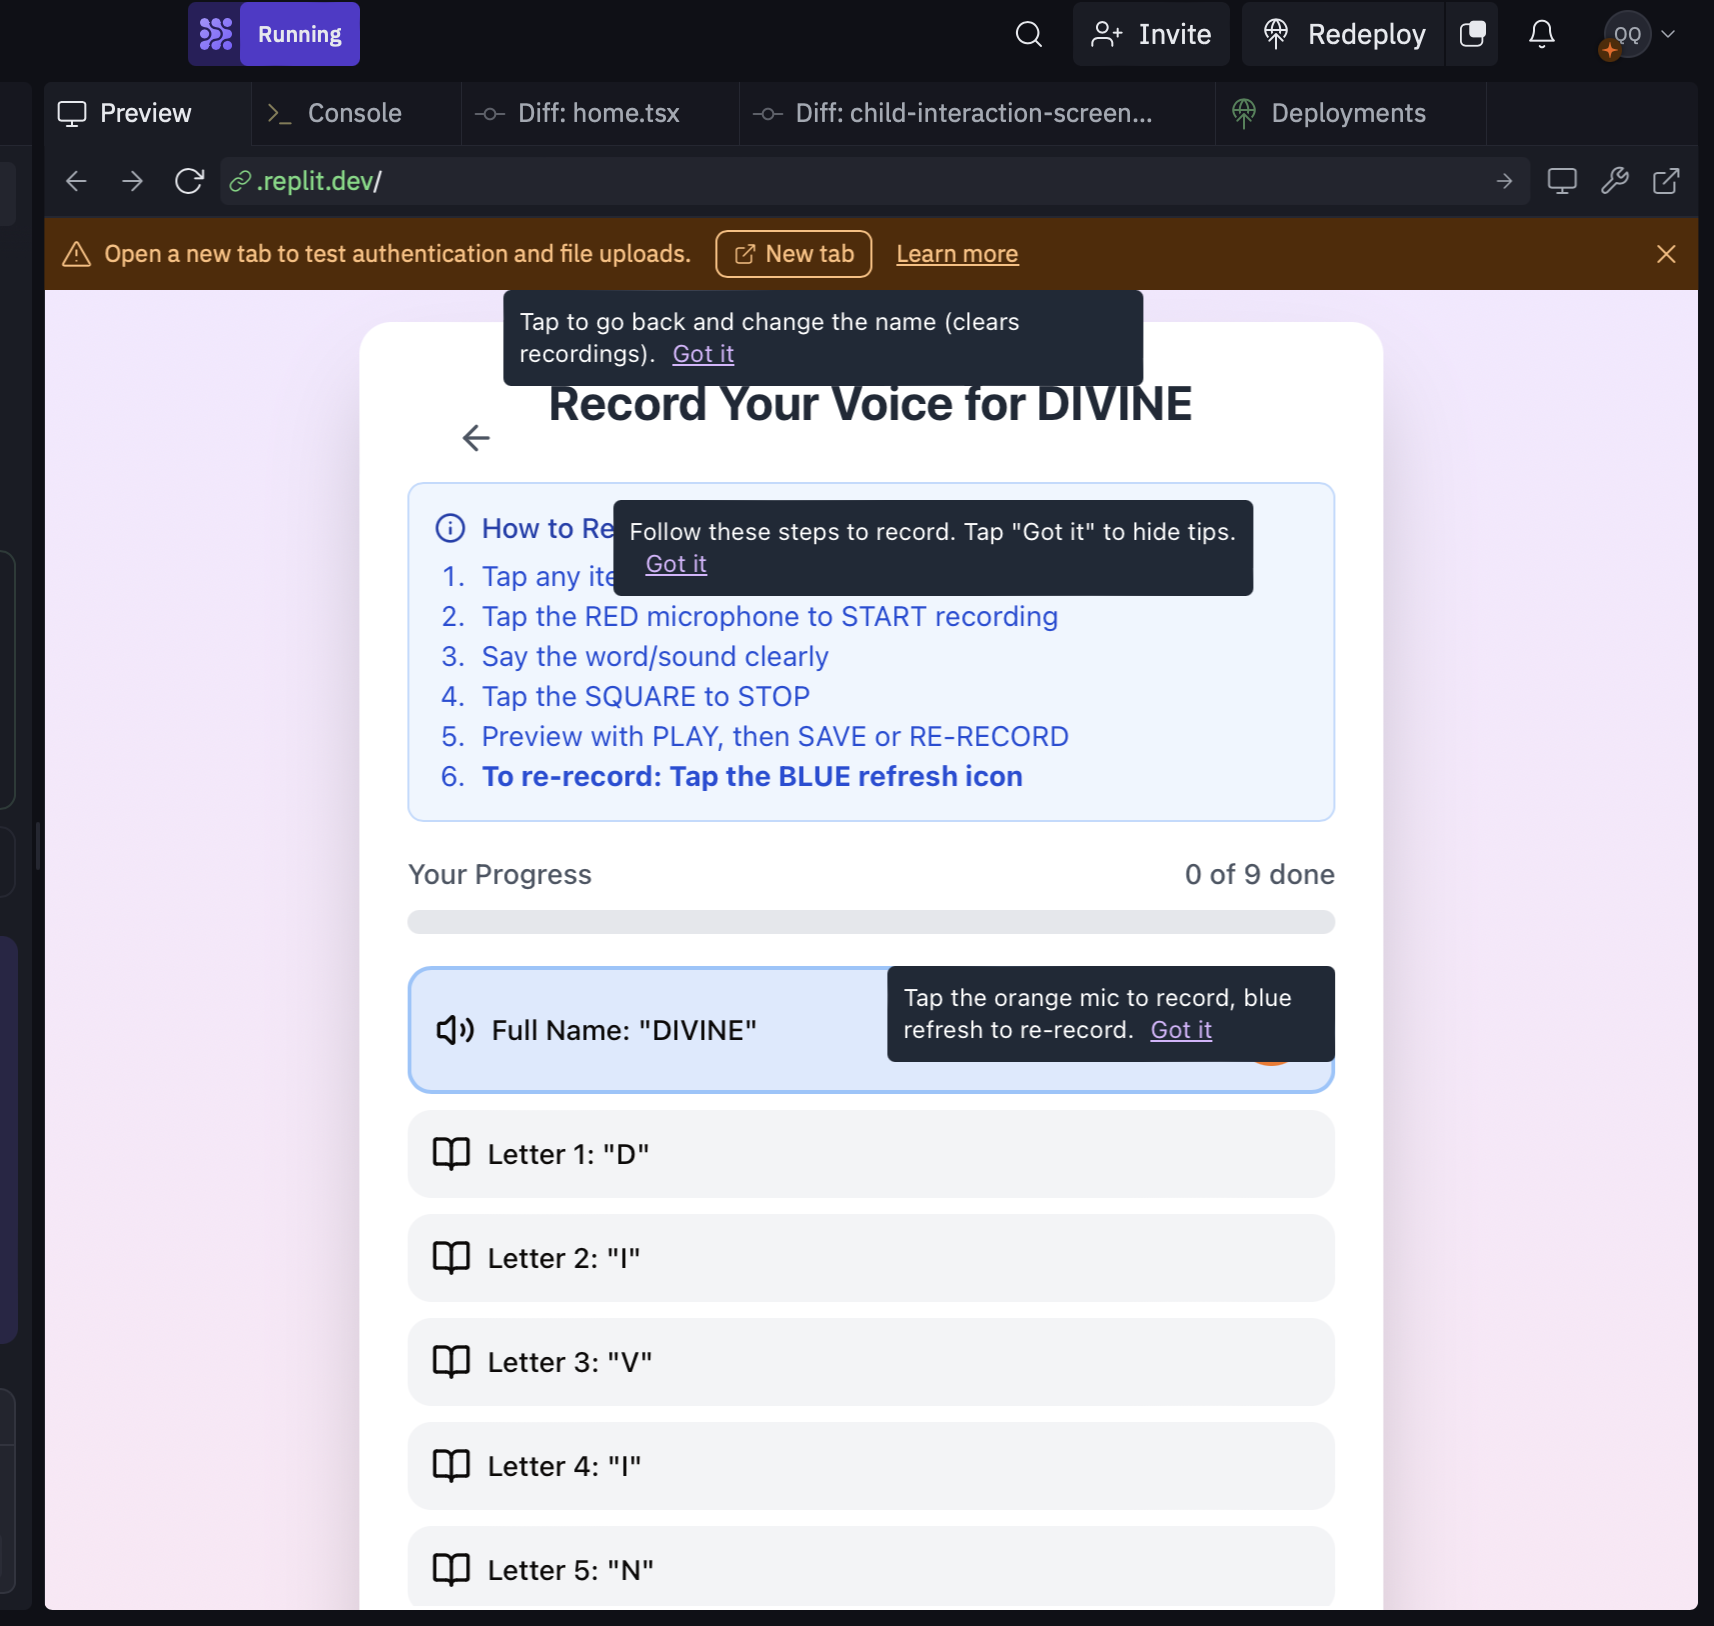 Running
Invite
Redeploy
QQ
Preview
Console
Diff: home.tsx
Diff: child-interaction-screen...
Deployments
.replit.dev/
Open a new tab to test authentication and file uploads.
New tab
Learn more
Tap to go back and change the name (clears
recordings). Got it
Record Your Voice for DIVINE
How to Re
Follow these steps to record. Tap "Got it" to hide tips.
Got it
1. Tap any ite
2. Tap the RED microphone to START recording
3. Say the word/sound clearly
4. Tap the SQUARE to STOP
5. Preview with PLAY, then SAVE or RE-RECORD
6. To re-record: Tap the BLUE refresh icon
Your Progress
0 of 9 done
Full Name: "DIVINE"
Tap the orange mic to record, blue
refresh to re-record. Got it
Letter 1: "D"
Letter 2: "I"
Letter 3: "V"
Letter 4: "I"
Letter 5: "N"